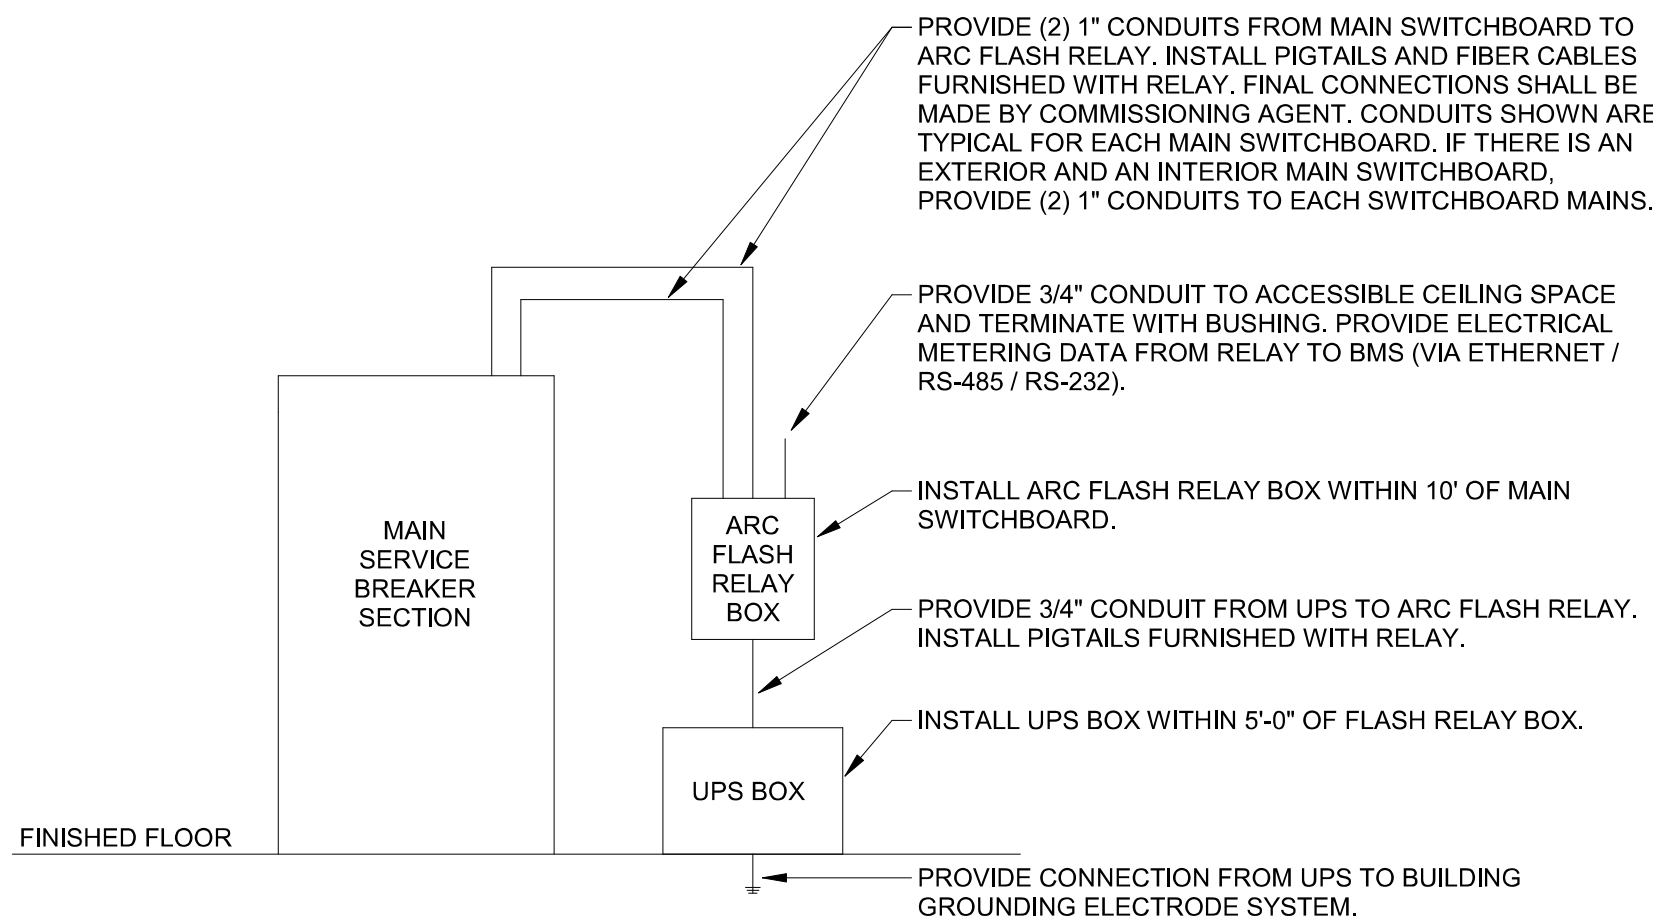 PROVIDE (2) 1" CONDUITS FROM MAIN SWITCHBOARD TO
ARC FLASH RELAY. INSTALL PIGTAILS AND FIBER CABLES
FURNISHED WITH RELAY. FINAL CONNECTIONS SHALL BE
MADE BY COMMISSIONING AGENT. CONDUITS SHOWN ARE
TYPICAL FOR EACH MAIN SWITCHBOARD. IF THERE IS AN
EXTERIOR AND AN INTERIOR MAIN SWITCHBOARD,
PROVIDE (2) 1" CONDUITS TO EACH SWITCHBOARD MAINS.
PROVIDE 3/4" CONDUIT TO ACCESSIBLE CEILING SPACE
AND TERMINATE WITH BUSHING. PROVIDE ELECTRICAL
METERING DATA FROM RELAY TO BMS (VIA ETHERNET /
RS-485 / RS-232).
INSTALL ARC FLASH RELAY BOX WITHIN 10' OF MAIN
SWITCHBOARD.
MAIN
SERVICE
BREAKER
SECTION
ARC
FLASH
RELAY
BOX
PROVIDE 3/4" CONDUIT FROM UPS TO ARC FLASH RELAY.
INSTALL PIGTAILS FURNISHED WITH RELAY.
INSTALL UPS BOX WITHIN 5'-0" OF FLASH RELAY BOX.
UPS BOX
FINISHED FLOOR
PROVIDE CONNECTION FROM UPS TO BUILDING
GROUNDING ELECTRODE SYSTEM.